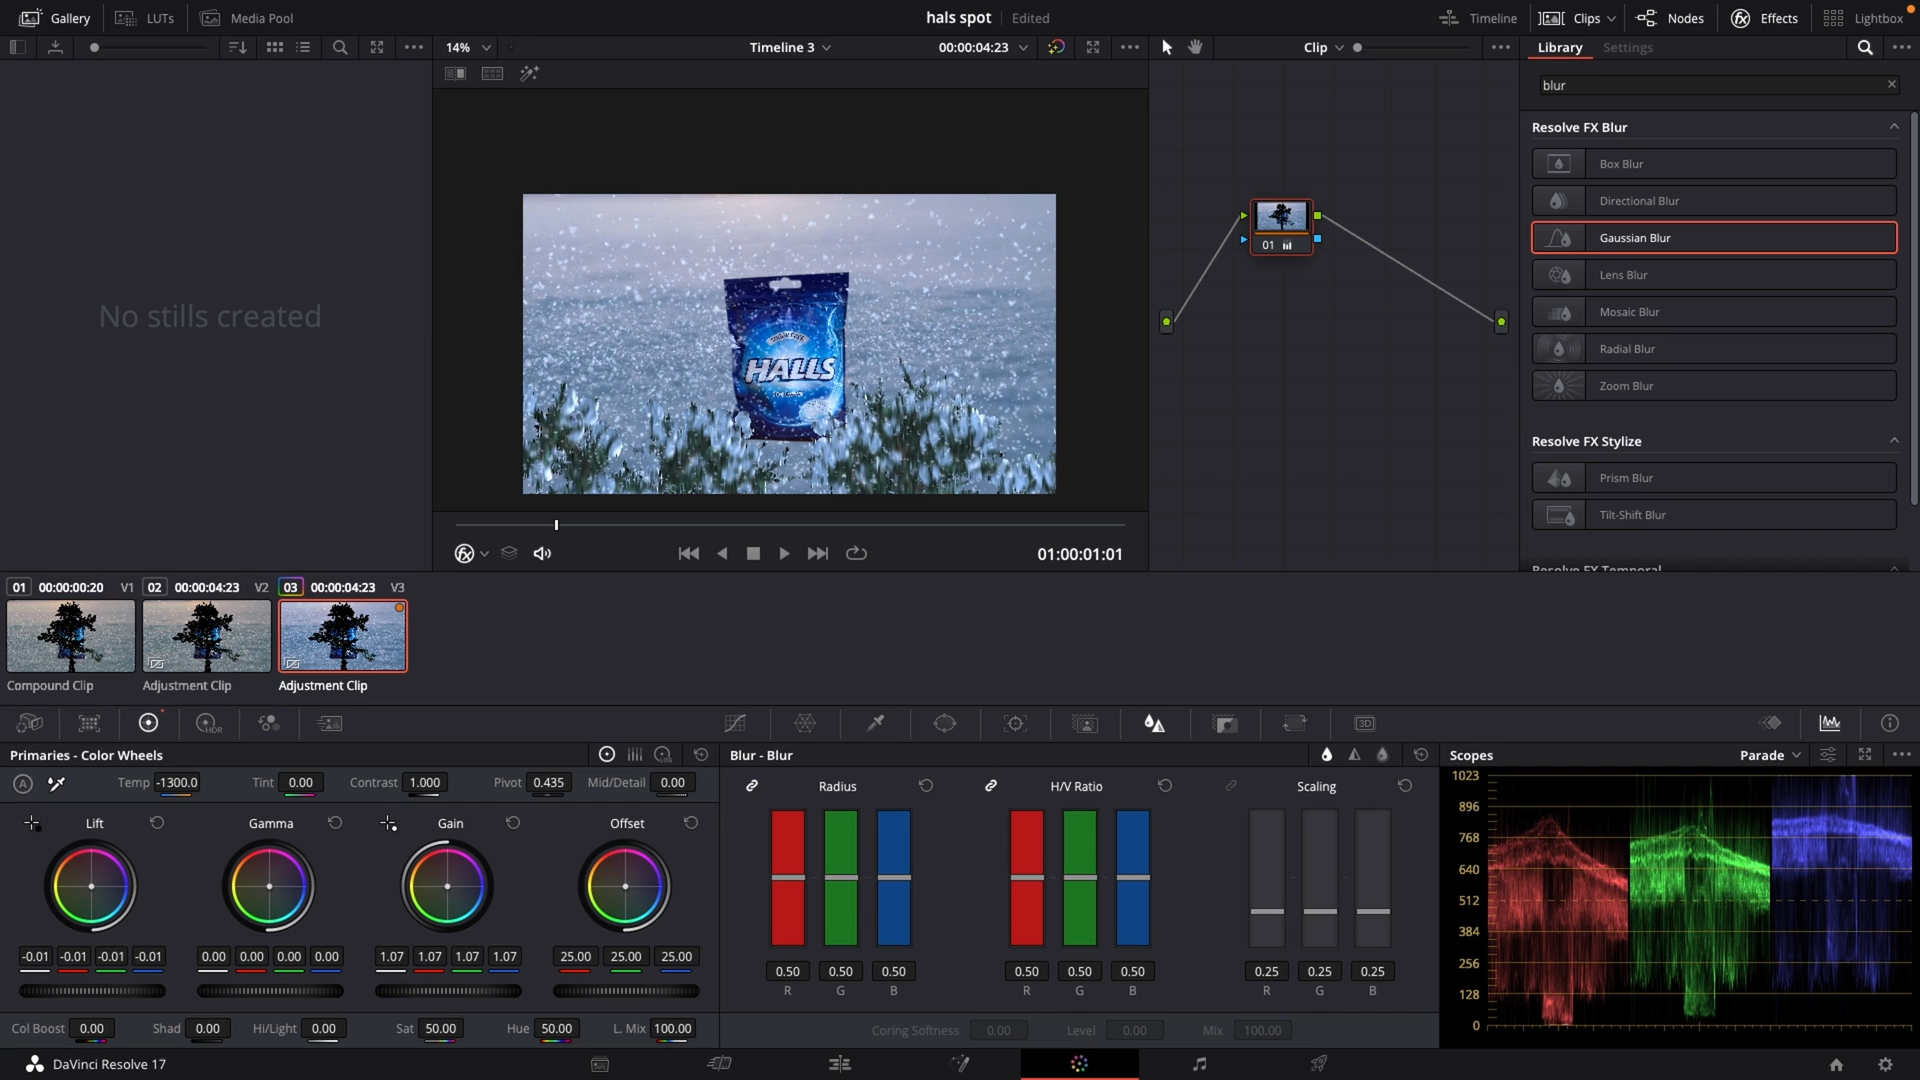 Gallery
LUTs
Media Pool
hals spot
Edited
Timeline
Clips
Nodes
Effects
Lightbox
14%
Timeline 3
00:00:04:23
Clip
Library
Settings
blur
Resolve FX Blur
Box Blur
Directional Blur
Gaussian Blur
Lens Blur
Mosaic Blur
Radial Blur
Zoom Blur
Resolve FX Stylize
Prism Blur
Tilt-Shift Blur
Resolve FX Temporal
No stills created
HALLS
01
01:00:01:01
01 00:00:00:20 V1
02 00:00:04:23 V2
03 00:00:04:23 V3
Compound Clip
Adjustment Clip
Adjustment Clip
HDR
3D
Primaries - Color Wheels
LOG
A
Temp -1300.0
Tint 0.00
Contrast 1.000
Pivot 0.435
Mid/Detail 0.00
Lift
Gamma
Gain
Offset
-0.01 -0.01 -0.01 -0.01
0.00 0.00 0.00 0.00
1.07 1.07 1.07 1.07
25.00 25.00 25.00
Col Boost 0.00
Shad 0.00
Hi/Light 0.00
Sat 50.00
Hue 50.00
L. Mix 100.00
Blur - Blur
Radius
H/V Ratio
Scaling
0.50 0.50 0.50
R G B
0.50 0.50 0.50
R G B
0.25 0.25 0.25
R G B
Coring Softness 0.00
Level 0.00
Mix 100.00
Scopes
Parade
1023
896
768
640
512
384
256
128
0
DaVinci Resolve 17